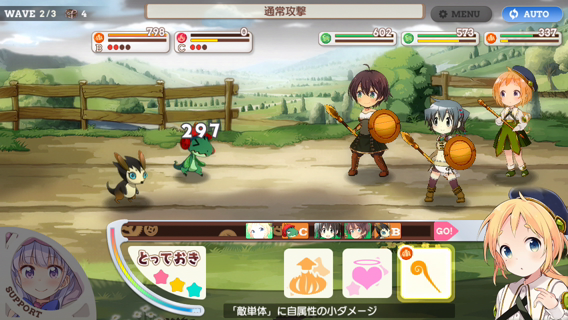 WAVE 2/3 4
通常攻撃
MENU
AUTO
798
B
0
C
602
573
337
297
C
B
GO!
とっておき
SUPPORT
「敵単体」に自属性の小ダメージ